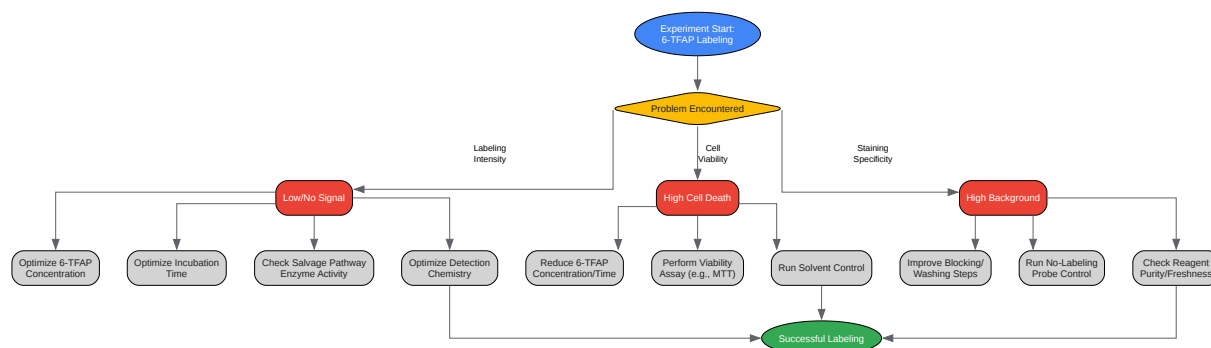 Experiment Start:
6-TFAP Labeling
Problem Encountered
Labeling
Intensity
Cell
Viability
Staining
Specificity
Low/No Signal
High Cell Death
High Background
Optimize 6-TFAP
Concentration
Optimize Incubation
Time
Check Salvage Pathway
Enzyme Activity
Optimize Detection
Chemistry
Reduce 6-TFAP
Concentration/Time
Perform Viability
Assay (e.g., MTT)
Run Solvent Control
Improve Blocking/
Washing Steps
Run No-Labeling
Probe Control
Check Reagent
Purity/Freshness
Successful Labeling